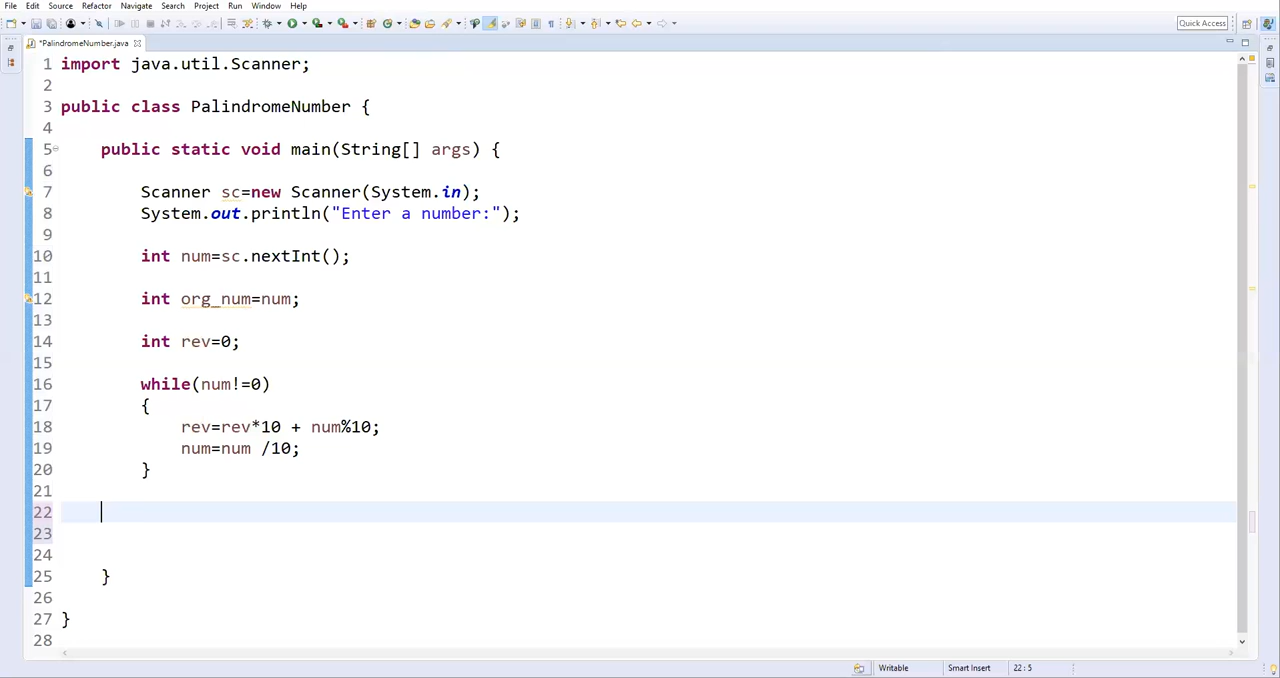 File Edit Source Refactor Navigate Search Project Run Window Help
Quick Access
*PalindromeNumber.java
1 import java.util.Scanner;
2
3 public class PalindromeNumber {
4
5 public static void main(String[] args) {
6
7 Scanner sc=new Scanner(System.in);
8 System.out.println("Enter a number:");
9
10 int num=sc.nextInt();
11
12 int org_num=num;
13
14 int rev=0;
15
16 while(num!=0)
17 {
18 rev=rev*10 + num%10;
19 num=num /10;
20 }
21
22
23
24
25 }
26
27 }
28
Writable Smart Insert 22 : 5